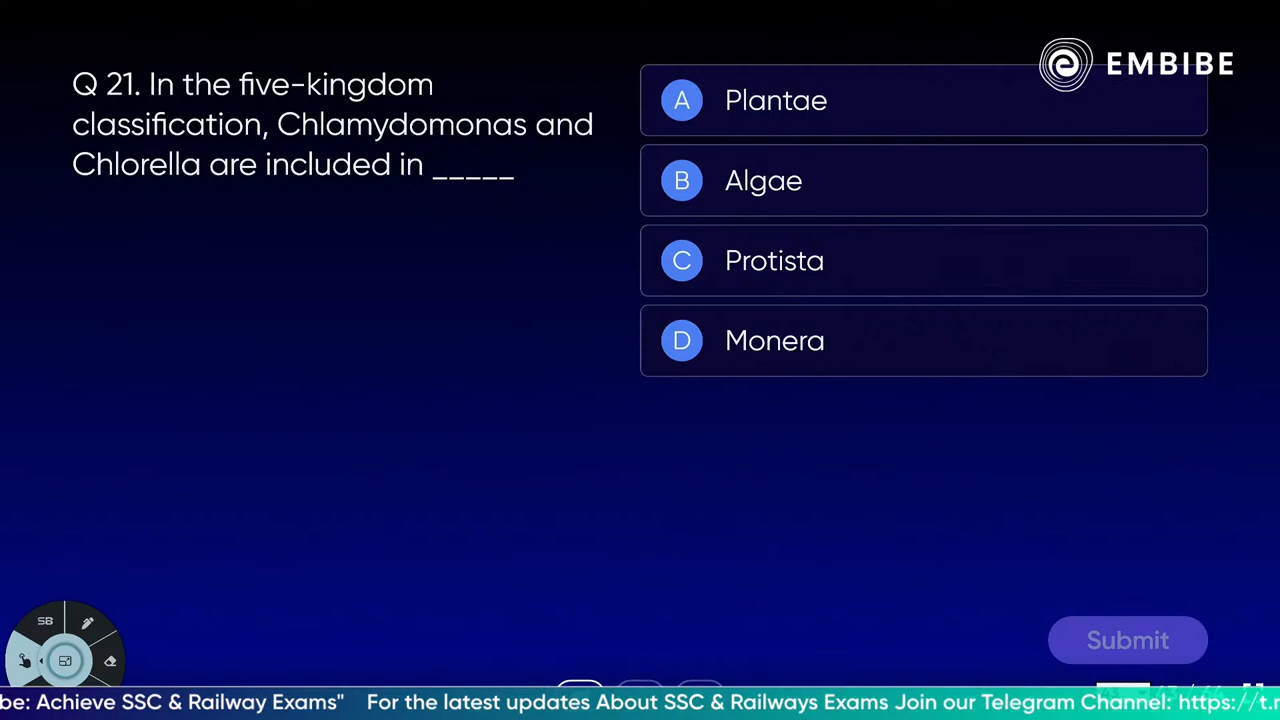 EMBIBE
Q 21. In the five-kingdom
classification, Chlamydomonas and
Chlorella are included in _____
A Plantae
B Algae
C Protista
D Monera
SB
Submit
be: Achieve SSC & Railway Exams" For the latest updates About SSC & Railways Exams Join our Telegram Channel: https://t.